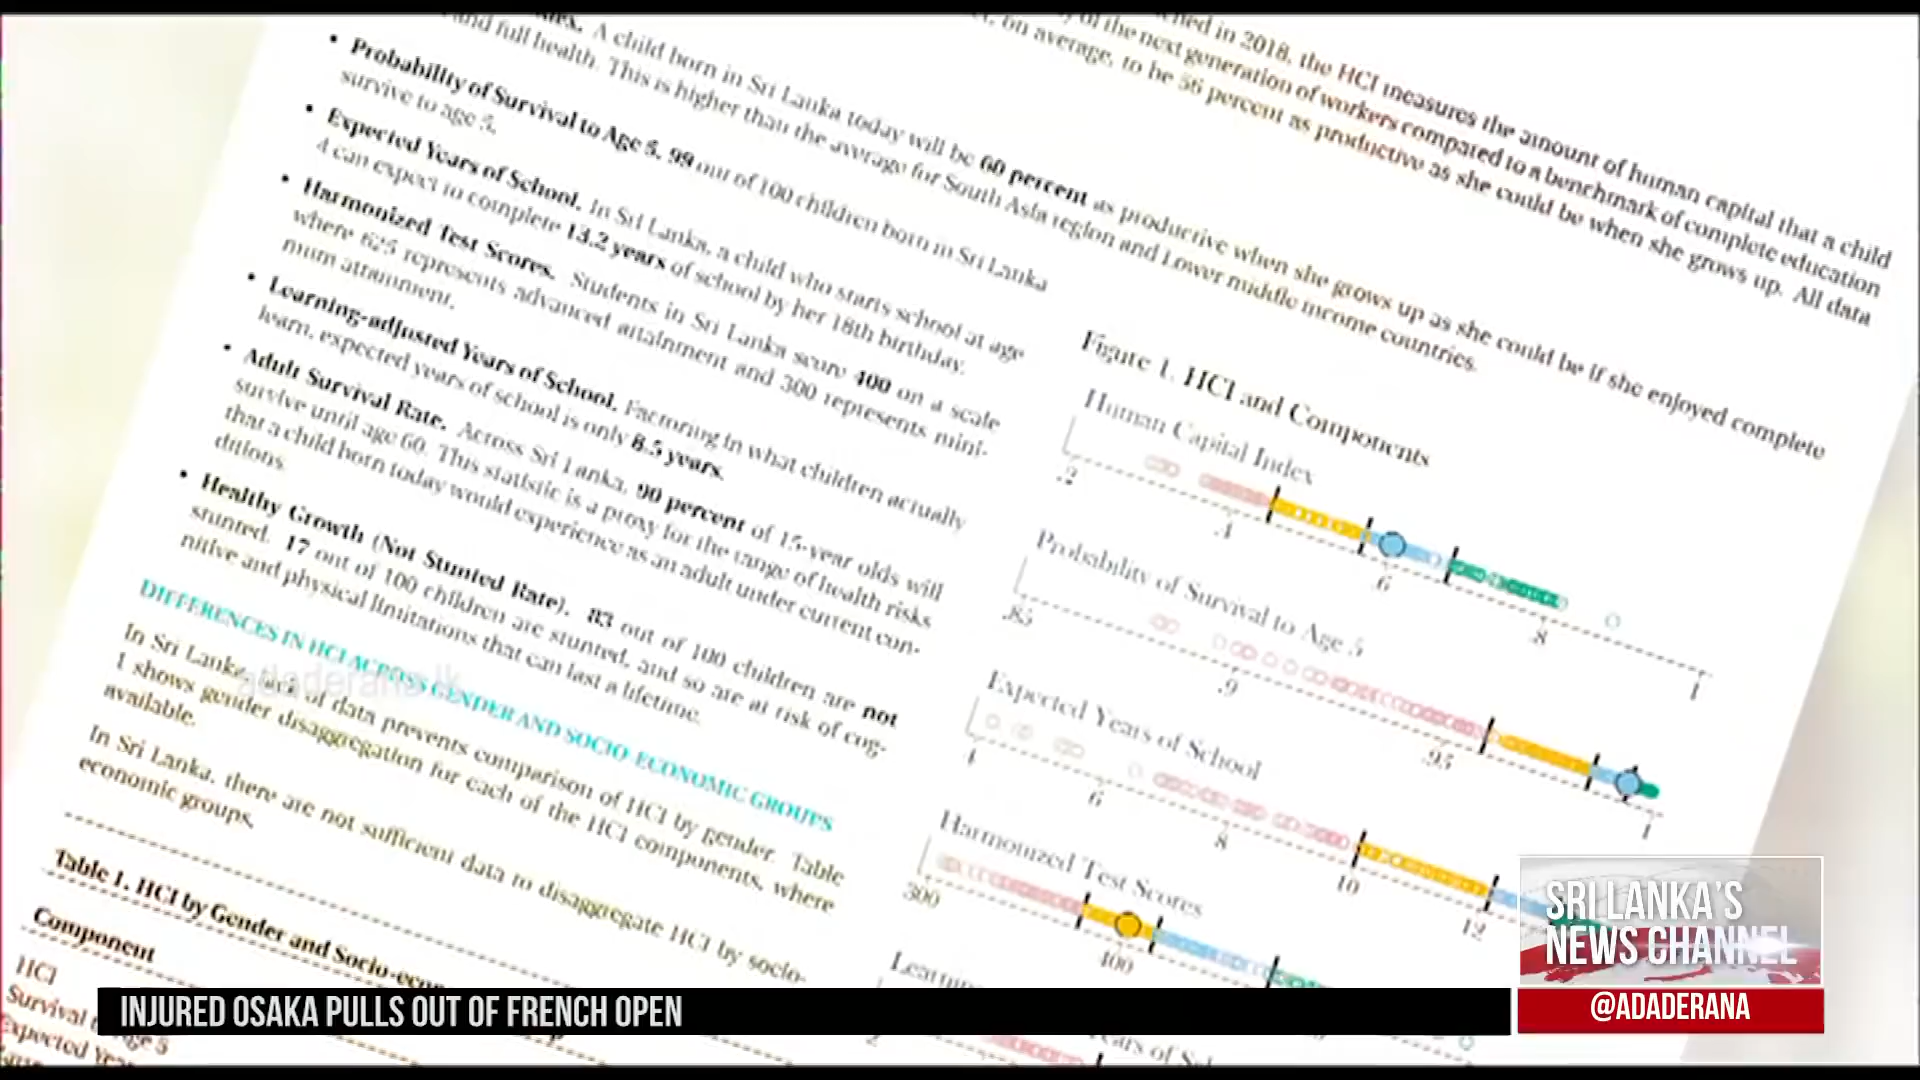 ned in 2018, the HCI measures the amount of human capital that a child
of the next generation of workers compared to a benchmark of complete education
on average, to be 56 percent as productive as she could be when she grows up. All data
A child born in Sri Lanka today will be 60 percent as productive when she grows up as she could be if she enjoyed complete
and full health. This is higher than the average for South Asia region and Lower middle income countries.
• Probability of Survival to Age 5. 99 out of 100 children born in Sri Lanka
survive to age 5.
• Expected Years of School. In Sri Lanka, a child who starts school at age
4 can expect to complete 13.2 years of school by her 18th birthday.
• Harmonized Test Scores. Students in Sri Lanka score 400 on a scale
where 625 represents advanced attainment and 300 represents mini-
mum attainment.
• Learning-adjusted Years of School. Factoring in what children actually
learn, expected years of school is only 8.5 years.
• Adult Survival Rate. Across Sri Lanka, 90 percent of 15-year olds will
survive until age 60. This statistic is a proxy for the range of health risks
that a child born today would experience as an adult under current con-
ditions.
• Healthy Growth (Not Stunted Rate). 83 out of 100 children are not
stunted. 17 out of 100 children are stunted, and so are at risk of cog-
nitive and physical limitations that can last a lifetime.
DIFFERENCES IN HCI ACROSS GENDER AND SOCIO-ECONOMIC GROUPS
In Sri Lanka, lack of data prevents comparison of HCI by gender. Table
1 shows gender disaggregation for each of the HCI components, where
available.
In Sri Lanka, there are not sufficient data to disaggregate HCI by socio-
economic groups.
Table 1. HCI by Gender and Socio-econ
Component
HCI
Survival t Age 5
Expected Yea
Figure 1. HCI and Components
Human Capital Index
.2 .4 .6 .8 1
Probability of Survival to Age 5
.85 .9 .95 1
Expected Years of School
4 6 8 10 12
Harmonized Test Scores
300 400
Learnin
ears of Sc
adaderana.lk
SRI LANKA'S
NEWS CHANNEL
@ADADERANA
INJURED OSAKA PULLS OUT OF FRENCH OPEN